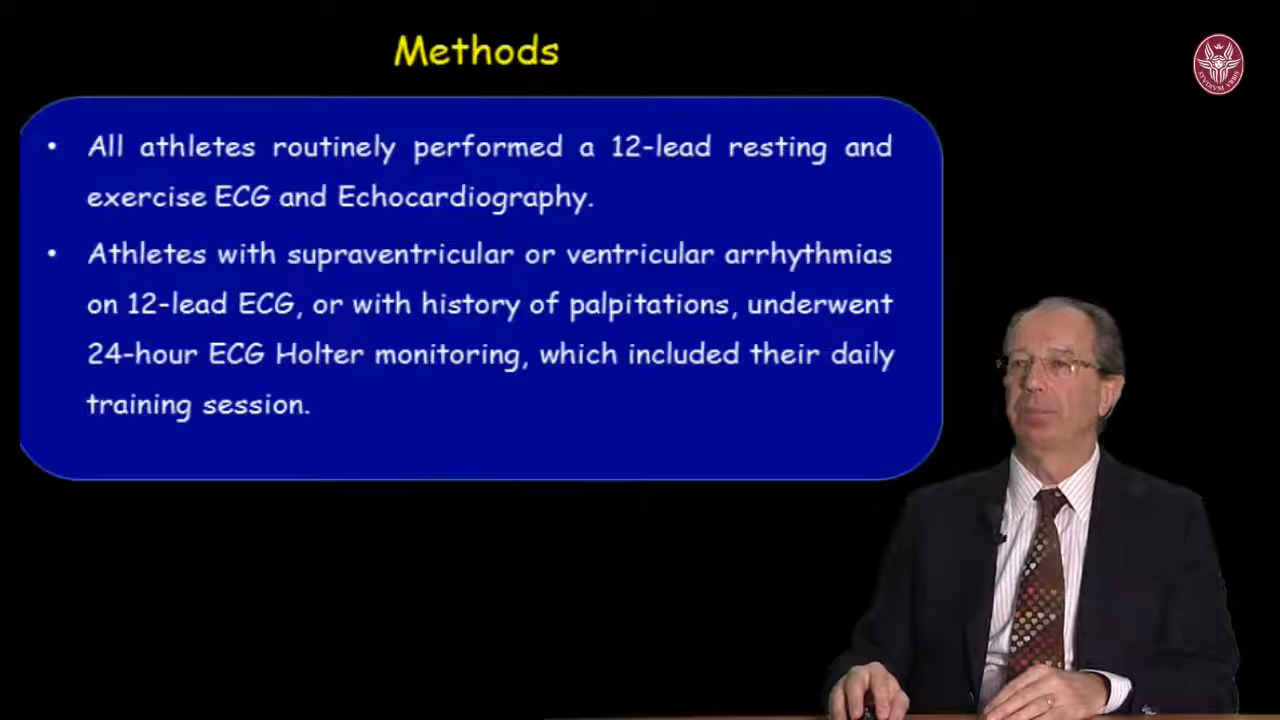 Methods
• All athletes routinely performed a 12-lead resting and
exercise ECG and Echocardiography.
• Athletes with supraventricular or ventricular arrhythmias
on 12-lead ECG, or with history of palpitations, underwent
24-hour ECG Holter monitoring, which included their daily
training session.
STVDIVM VRBIS